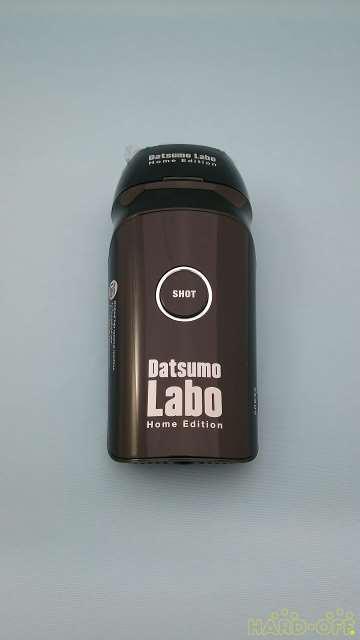 Datsumo Labo
Home Edition
SHOT
Datsumo
Labo
Home Edition
HARD-OFF